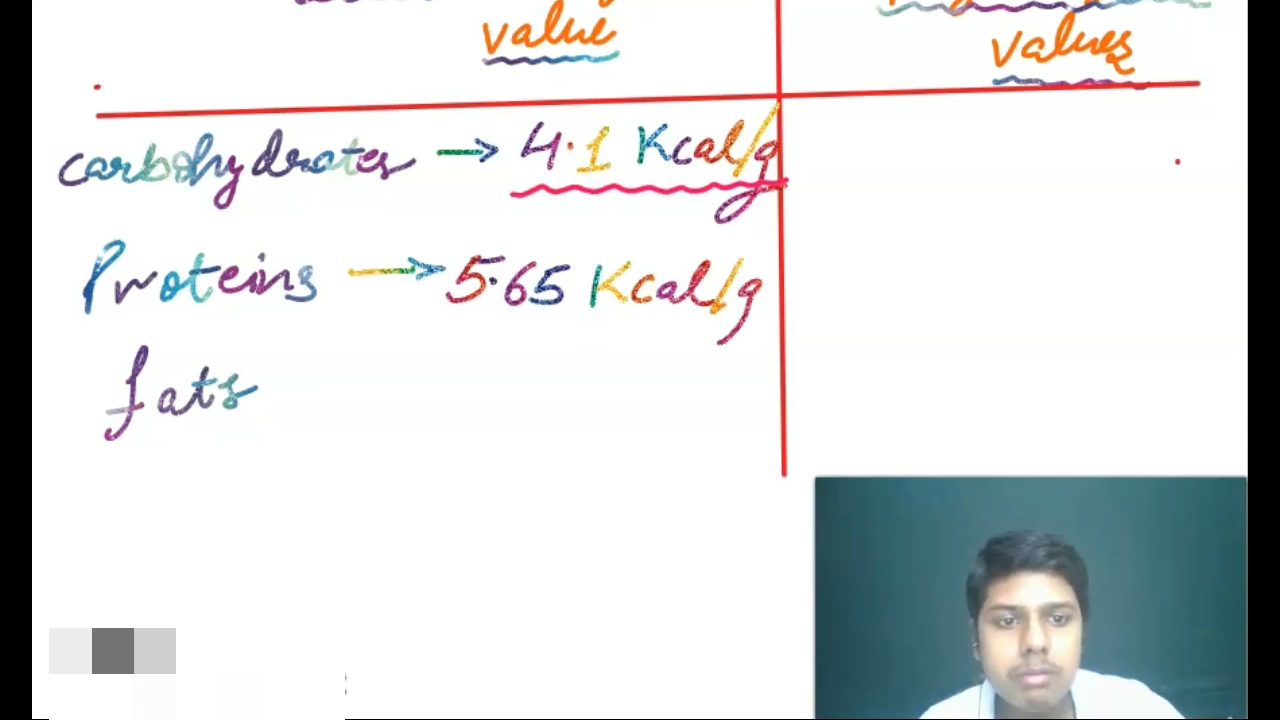 value
values
carbohydrates → 4.1 Kcal/g
Proteins → 5.65 Kcal/g
fats